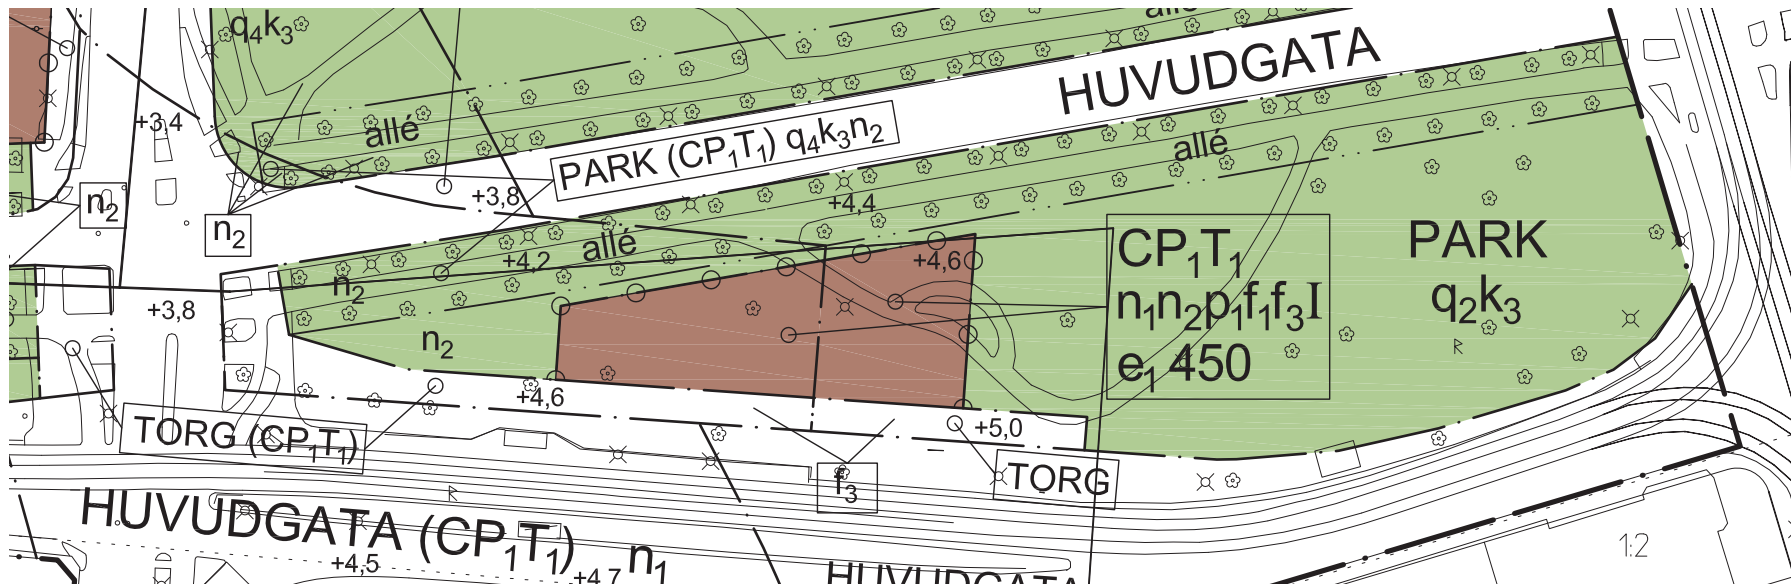 q4k3
allé
HUVUDGATA
+3,4
allé
PARK (CP1T1) q4k3n2
allé
n2
+3,8
+4,4
n2
allé
+4,2
+4,6
n2
CP1T1
n1n2p1f1f3I
e1 450
PARK
q2k3
+3,8
n2
+4,6
+5,0
TORG (CP1T1)
f3
TORG
HUVUDGATA (CP1T1) n1
+4,5
+4,7
HUVUDGATA
1:2